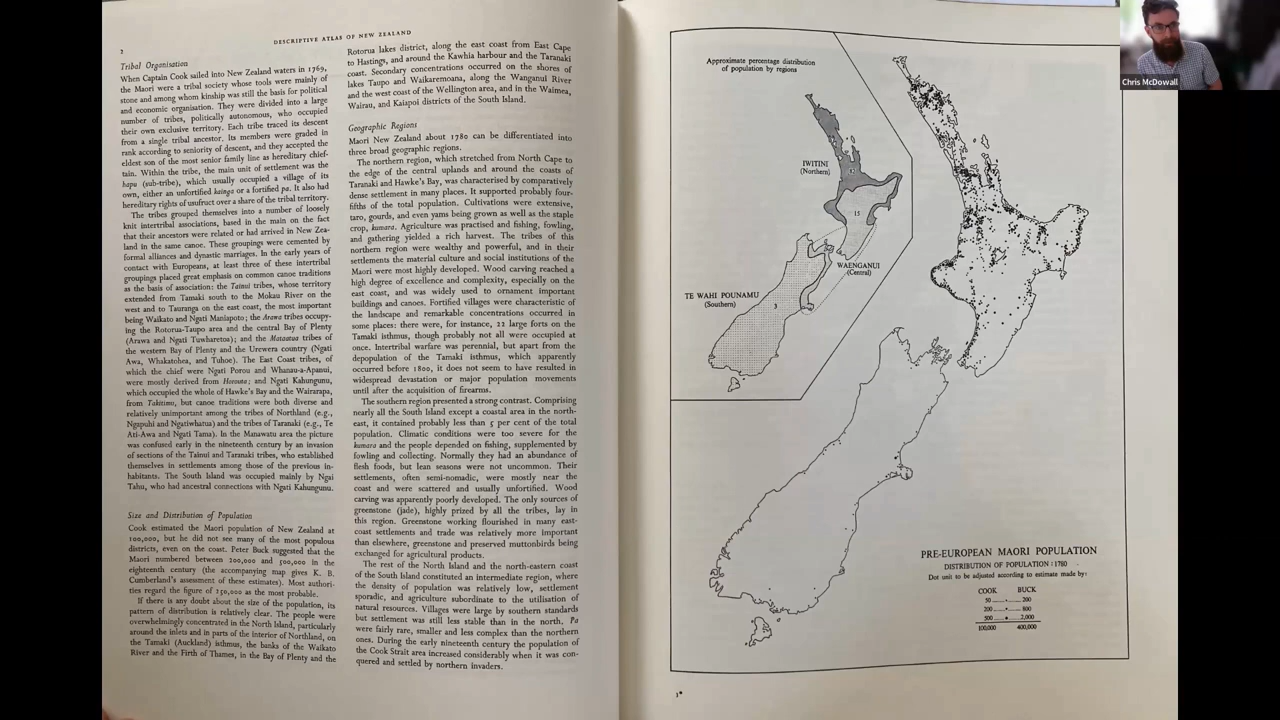 2
DESCRIPTIVE ATLAS OF NEW ZEALAND
Tribal Organisation
When Captain Cook sailed into New Zealand waters in 1769,
the Maori were a tribal society whose tools were mainly of
stone and among whom kinship was still the basis for political
and economic organisation. They were divided into a large
number of tribes, politically autonomous, who occupied
their own exclusive territory. Each tribe traced its descent
from a single tribal ancestor. Its members were graded in
rank according to seniority of descent, and they accepted the
eldest son of the most senior family line as hereditary chief-
tain. Within the tribe, the main unit of settlement was the
hapu (sub-tribe), which usually occupied a village of its
own, either an unfortified kainga or a fortified pa. It also had
hereditary rights of usufruct over a share of the tribal territory.
The tribes grouped themselves into a number of loosely
knit intertribal associations, based in the main on the fact
that their ancestors were related or had arrived in New Zea-
land in the same canoe. These groupings were cemented by
formal alliances and dynastic marriages. In the early years of
contact with Europeans, at least three of these intertribal
groupings placed great emphasis on common canoe traditions
as the basis of association: the Tainui tribes, whose territory
extended from Tamaki south to the Mokau River on the
west and to Tauranga on the east coast, the most important
being Waikato and Ngati Maniapoto; the Arawa tribes occupy-
ing the Rotorua-Taupo area and the central Bay of Plenty
(Arawa and Ngati Tuwharetoa); and the Mataatua tribes of
the western Bay of Plenty and the Urewera country (Ngati
Awa, Whakatohea, and Tuhoe). The East Coast tribes, of
which the chief were Ngati Porou and Whanau-a-Apanui,
were mostly derived from Horouta; and Ngati Kahungunu,
which occupied the whole of Hawke's Bay and the Wairarapa,
from Takitimu, but canoe traditions were both diverse and
relatively unimportant among the tribes of Northland (e.g.,
Ngapuhi and Ngatiwhatua) and the tribes of Taranaki (e.g., Te
Ati-Awa and Ngati Tama). In the Manawatu area the picture
was confused early in the nineteenth century by an invasion
of sections of the Tainui and Taranaki tribes, who established
themselves in settlements among those of the previous in-
habitants. The South Island was occupied mainly by Ngai
Tahu, who had ancestral connections with Ngati Kahungunu.
Size and Distribution of Population
Cook estimated the Maori population of New Zealand at
100,000, but he did not see many of the most populous
districts, even on the coast. Peter Buck suggested that the
Maori numbered between 200,000 and 500,000 in the
eighteenth century (the accompanying map gives K. B.
Cumberland's assessment of these estimates). Most authori-
ties regard the figure of 250,000 as the most probable.
If there is any doubt about the size of the population, its
pattern of distribution is relatively clear. The people were
overwhelmingly concentrated in the North Island, particularly
around the inlets and in parts of the interior of Northland, on
the Tamaki (Auckland) isthmus, the banks of the Waikato
River and the Firth of Thames, in the Bay of Plenty and the
Rotorua lakes district, along the east coast from East Cape
to Hastings, and around the Kawhia harbour and the Taranaki
coast. Secondary concentrations occurred on the shores of
lakes Taupo and Waikaremoana, along the Wanganui River
and the west coast of the Wellington area, and in the Waimea,
Wairau, and Kaiapoi districts of the South Island.
Geographic Regions
Maori New Zealand about 1780 can be differentiated into
three broad geographic regions.
The northern region, which stretched from North Cape to
the edge of the central uplands and around the coasts of
Taranaki and Hawke's Bay, was characterised by comparatively
dense settlement in many places. It supported probably four-
fifths of the total population. Cultivations were extensive,
taro, gourds, and even yams being grown as well as the staple
crop, kumara. Agriculture was practised and fishing, fowling,
and gathering yielded a rich harvest. The tribes of this
northern region were wealthy and powerful, and in their
settlements the material culture and social institutions of the
Maori were most highly developed. Wood carving reached a
high degree of excellence and complexity, especially on the
east coast, and was widely used to ornament important
buildings and canoes. Fortified villages were characteristic of
the landscape and remarkable concentrations occurred in
some places: there were, for instance, 22 large forts on the
Tamaki isthmus, though probably not all were occupied at
once. Intertribal warfare was perennial, but apart from the
depopulation of the Tamaki isthmus, which apparently
occurred before 1800, it does not seem to have resulted in
widespread devastation or major population movements
until after the acquisition of firearms.
The southern region presented a strong contrast. Comprising
nearly all the South Island except a coastal area in the north-
east, it contained probably less than 5 per cent of the total
population. Climatic conditions were too severe for the
kumara and the people depended on fishing, supplemented by
fowling and collecting. Normally they had an abundance of
flesh foods, but lean seasons were not uncommon. Their
settlements, often semi-nomadic, were mostly near the
coast and were scattered and usually unfortified. Wood
carving was apparently poorly developed. The only sources of
greenstone (jade), highly prized by all the tribes, lay in
this region. Greenstone working flourished in many east-
coast settlements and trade was relatively more important
than elsewhere, greenstone and preserved muttonbirds being
exchanged for agricultural products.
The rest of the North Island and the north-eastern coast
of the South Island constituted an intermediate region, where
the density of population was relatively low, settlement
sporadic, and agriculture subordinate to the utilisation of
natural resources. Villages were large by southern standards
but settlement was still less stable than in the north. Pa
were fairly rare, smaller and less complex than the northern
ones. During the early nineteenth century the population of
the Cook Strait area increased considerably when it was con-
quered and settled by northern invaders.
Approximate percentage distribution
of population by regions
IWITINI
(Northern)
15
WAENGANUI
(Central)
TE WAHI POUNAMU
(Southern)
3
PRE-EUROPEAN MAORI POPULATION
DISTRIBUTION OF POPULATION : 1780
Dot unit to be adjusted according to estimate made by:
COOK BUCK
50 200
200 800
500 2,000
100,000 400,000
1*
Chris McDowall